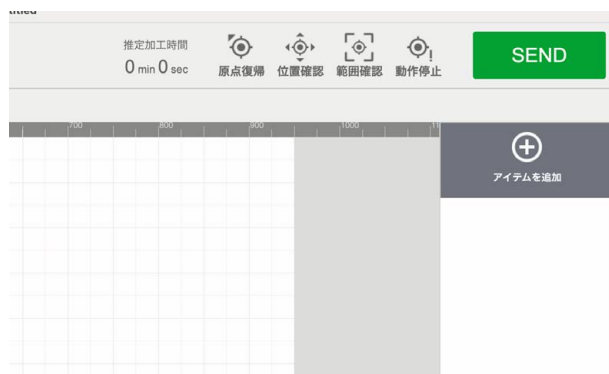 推定加工時間
0 min 0 sec
原点復帰
位置確認
範囲確認
動作停止
SEND
700
800
900
1000
アイテムを追加